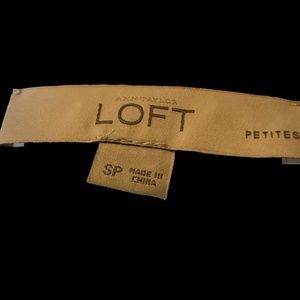 ANN TAYLOR
LOFT
PETITES
SP MADE IN
CHINA